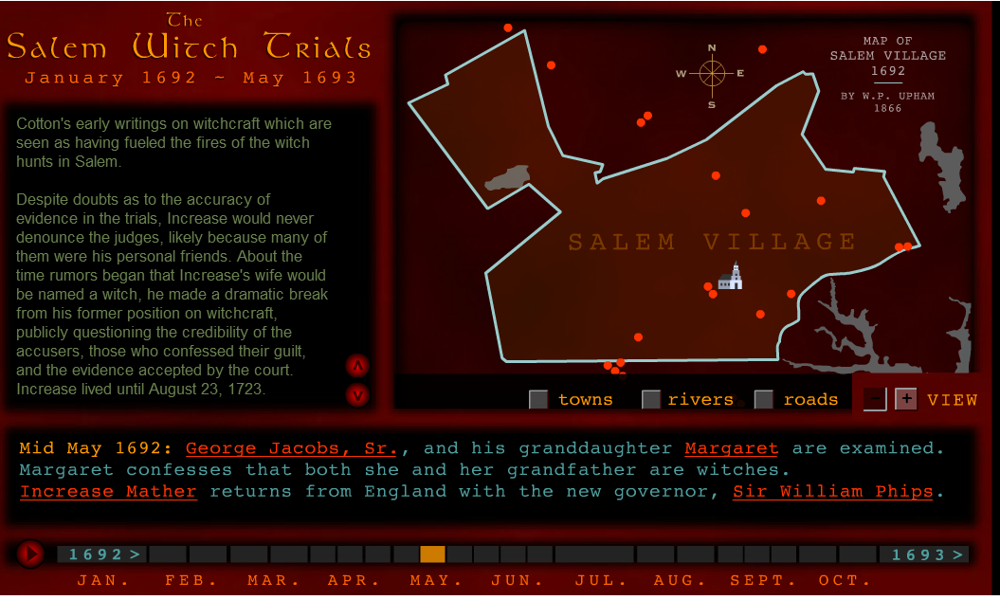 The
Salem Witch Trials
January 1692 ~ May 1693
Cotton's early writings on witchcraft which are
seen as having fueled the fires of the witch
hunts in Salem.
Despite doubts as to the accuracy of
evidence in the trials, Increase would never
denounce the judges, likely because many of
them were his personal friends. About the
time rumors began that Increase's wife would
be named a witch, he made a dramatic break
from his former position on witchcraft,
publicly questioning the credibility of the
accusers, those who confessed their guilt,
and the evidence accepted by the court.
Increase lived until August 23, 1723.
N
W E
S
MAP OF
SALEM VILLAGE
1692
BY W.P. UPHAM
1866
SALEM VILLAGE
towns rivers roads - + VIEW
Mid May 1692: George Jacobs, Sr., and his granddaughter Margaret are examined.
Margaret confesses that both she and her grandfather are witches.
Increase Mather returns from England with the new governor, Sir William Phips.
1692 > 1693 >
JAN. FEB. MAR. APR. MAY. JUN. JUL. AUG. SEPT. OCT.